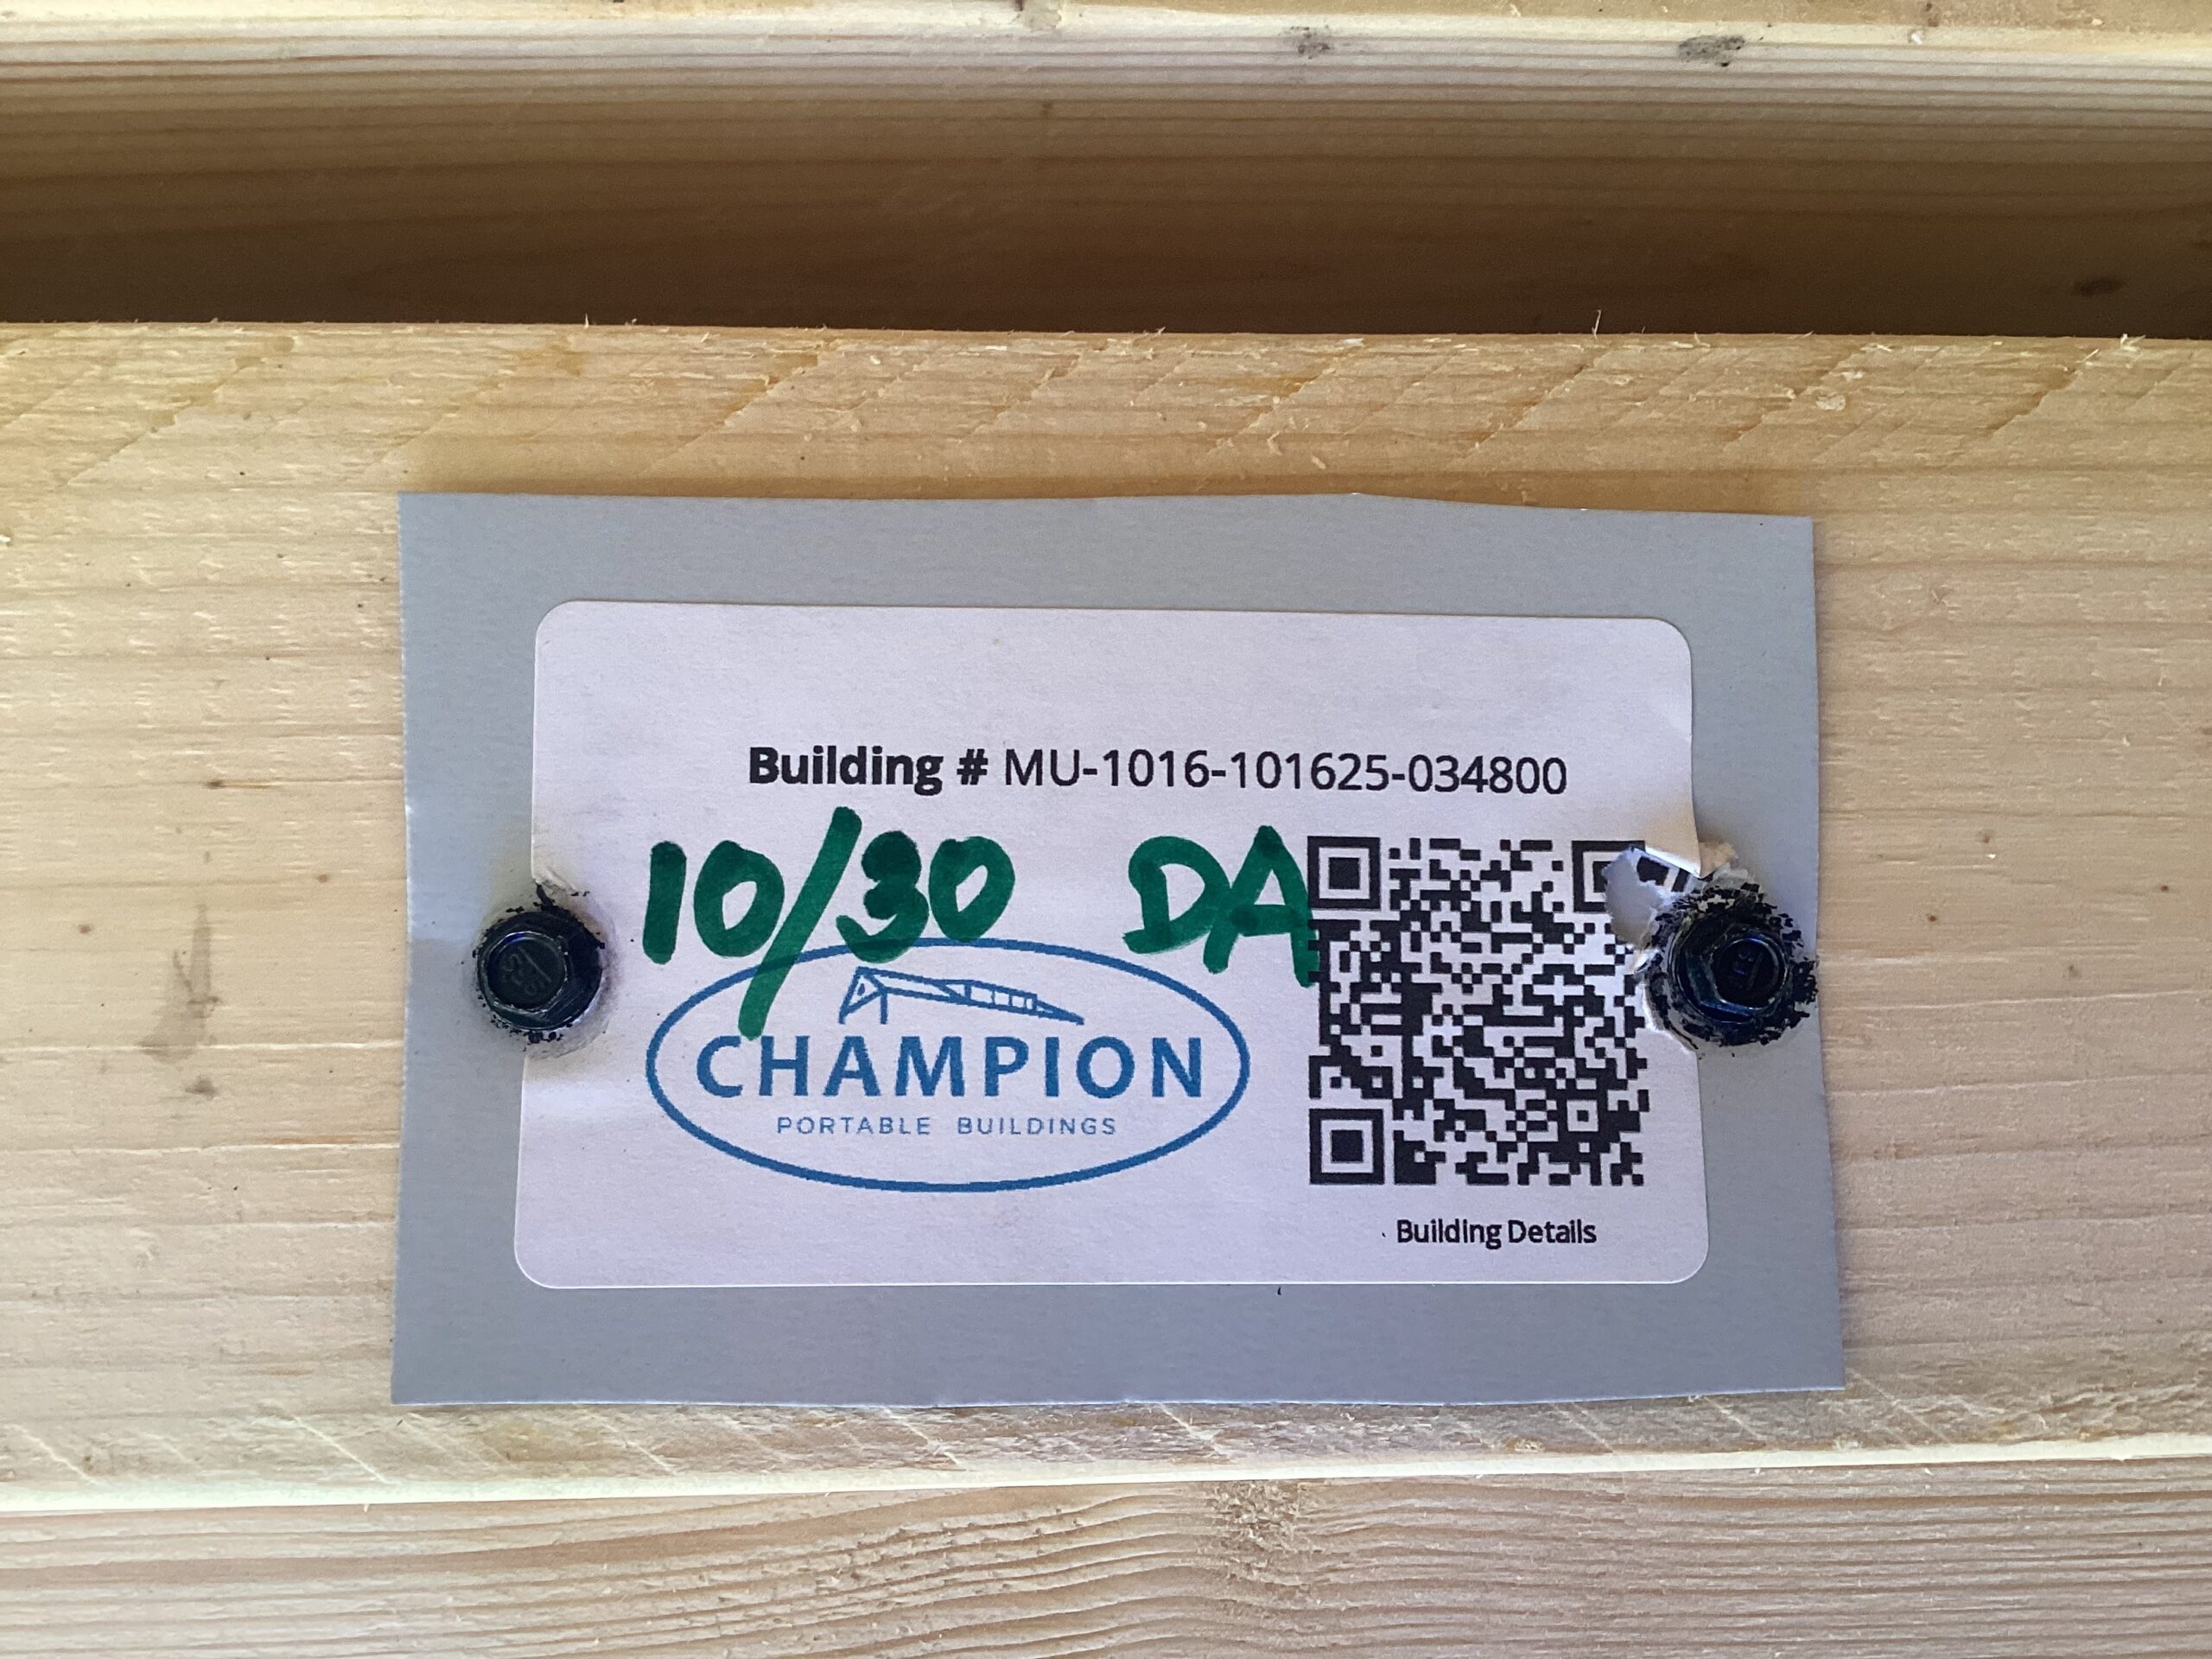 Building # MU-1016-101625-034800
10/30 DA
CHAMPION
PORTABLE BUILDINGS
Building Details